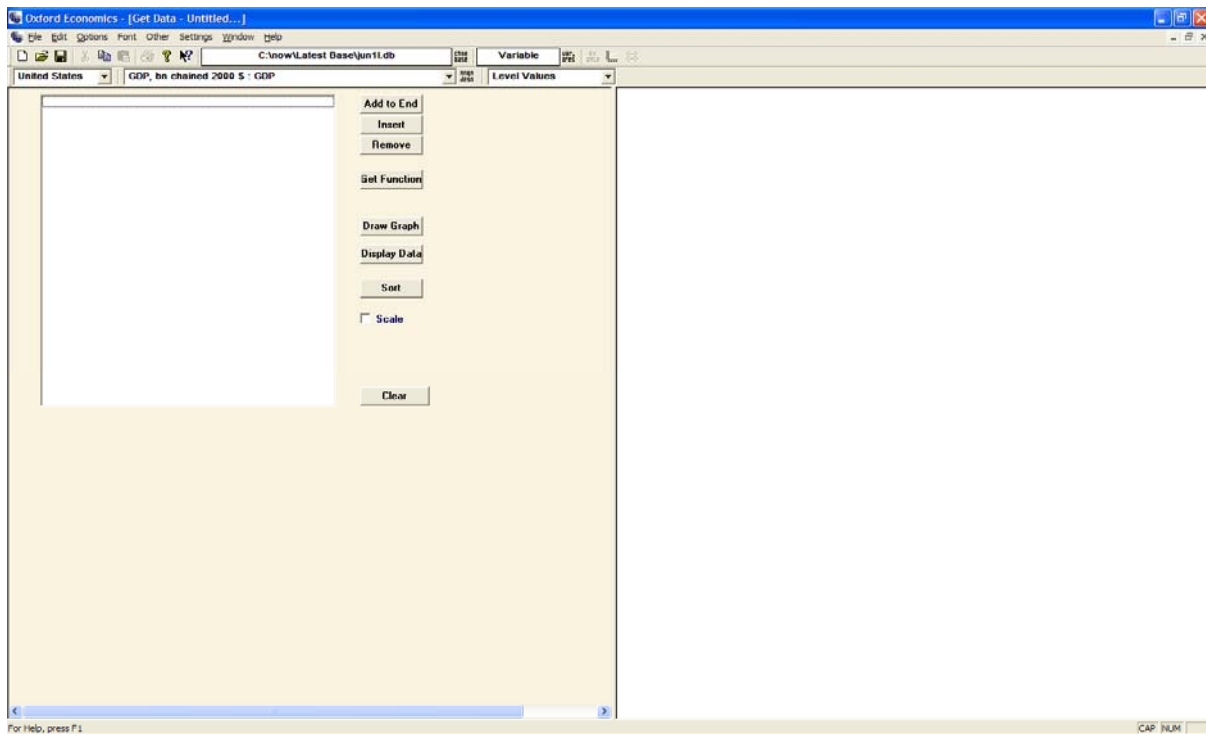 Oxford Economics - [Get Data - Untitled...]
File Edit Options Font Other Settings Window Help
C:\now\Latest Base\jun1l.db Variable
United States GDP, bn chained 2000 $ : GDP Level Values
Add to End
Insert
Remove
Get Function
Draw Graph
Display Data
Sort
Scale
Clear
For Help, press F1 CAP NUM